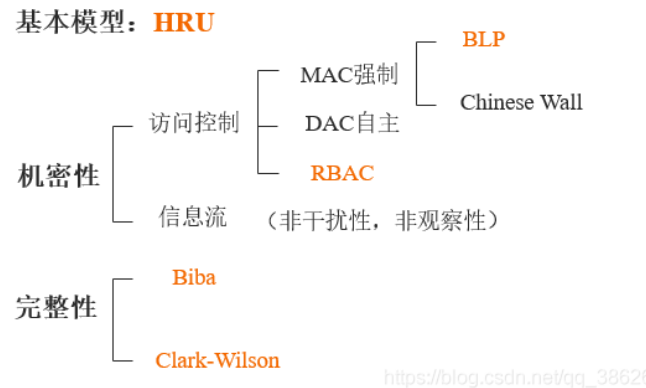 基本模型：HRU
BLP
MAC强制
Chinese Wall
访问控制
DAC自主
机密性
RBAC
信息流 （非干扰性，非观察性）
Biba
完整性
Clark-Wilson
https://blog.csdn.net/qq_38626